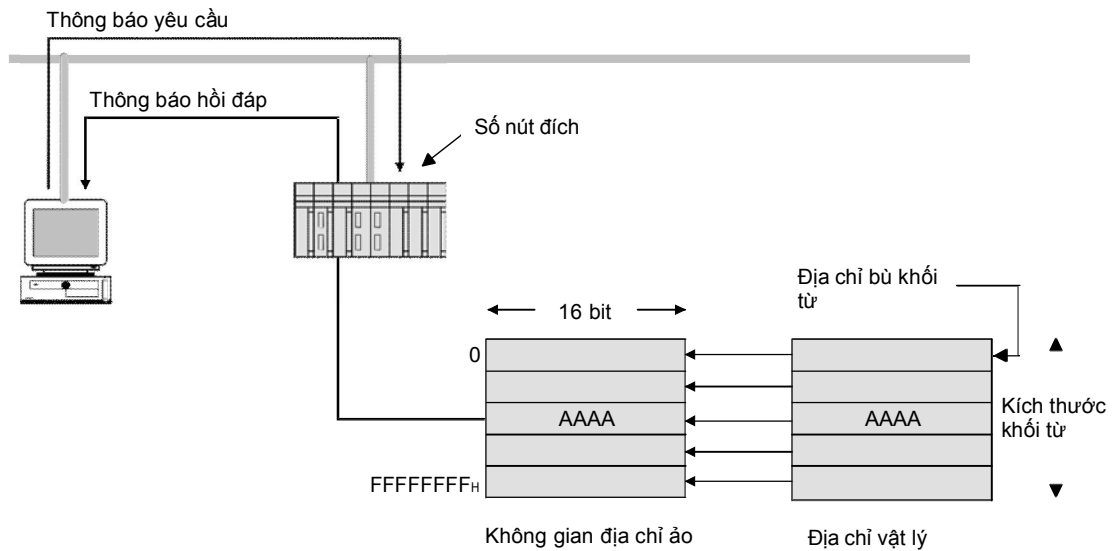 Thông báo yêu cầu
Thông báo hồi đáp
Số nút đích
Địa chỉ bù khối
từ
16 bit
0
AAAA
AAAA
Kích thước
khối từ
FFFFFFFFH
Không gian địa chỉ ảo
Địa chỉ vật lý